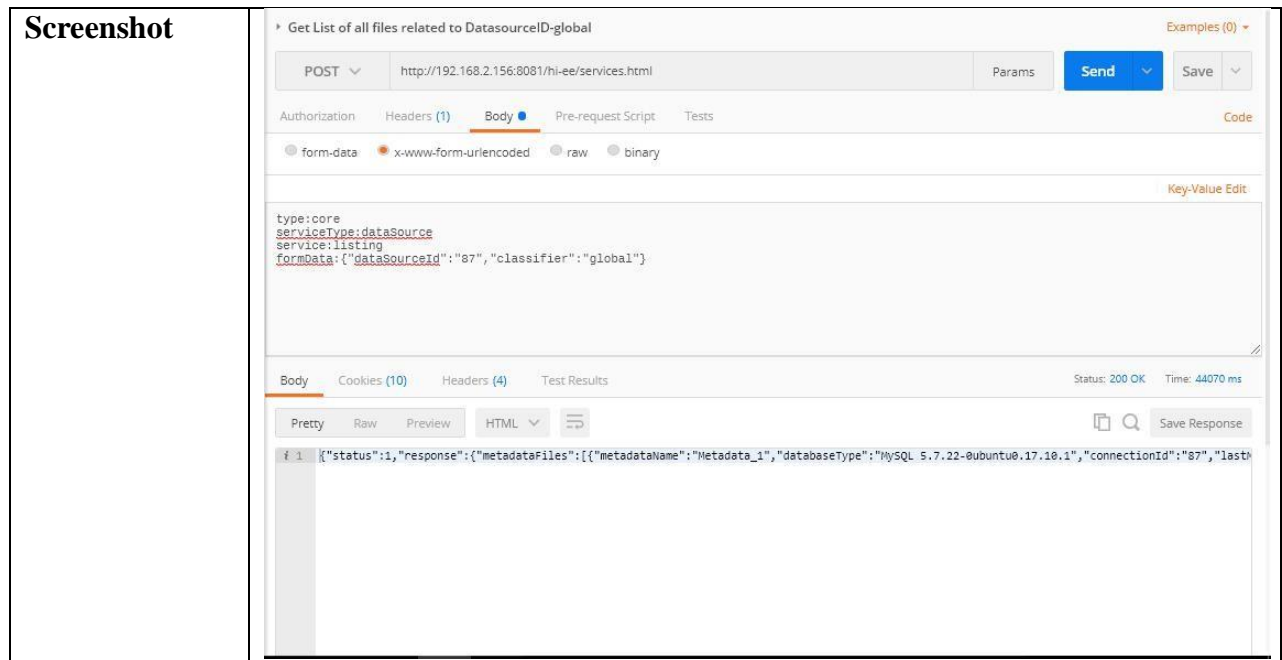 Screenshot
Get List of all files related to DatasourceID-global
Examples (0)
POST
http://192.168.2.156:8081/hi-ee/services.html
Params
Send
Save
Authorization
Headers (1)
Body
Pre-request Script
Tests
Code
form-data
x-www-form-urlencoded
raw
binary
Key-Value Edit
type:core
serviceType:dataSource
service:listing
formData:{"dataSourceId":"87","classifier":"global"}
Body
Cookies (10)
Headers (4)
Test Results
Status: 200 OK
Time: 44070 ms
Pretty
Raw
Preview
HTML
Save Response
i 1
{"status":1,"response":{"metadataFiles":[{"metadataName":"Metadata_1","databaseType":"MySQL 5.7.22-0ubuntu0.17.10.1","connectionId":"87","last